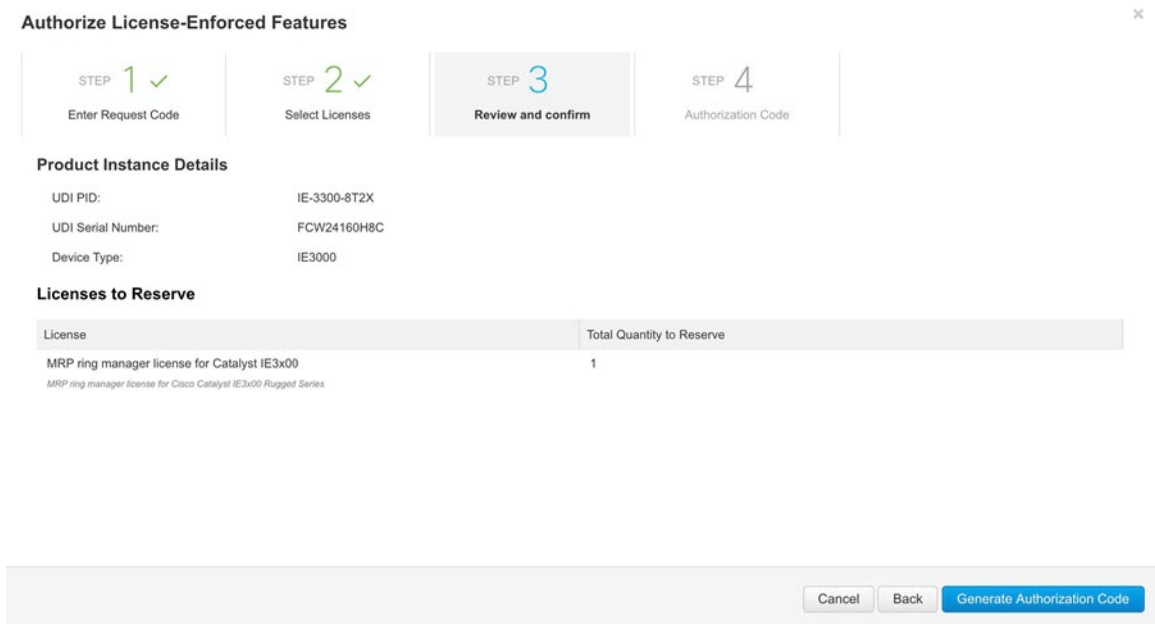 Authorize License-Enforced Features
×
STEP 1 ✓
Enter Request Code
STEP 2 ✓
Select Licenses
STEP 3
Review and confirm
STEP 4
Authorization Code
Product Instance Details
UDI PID: IE-3300-8T2X
UDI Serial Number: FCW24160H8C
Device Type: IE3000
Licenses to Reserve
License Total Quantity to Reserve
MRP ring manager license for Catalyst IE3x00 1
MRP ring manager license for Cisco Catalyst IE3x00 Rugged Series
Cancel Back Generate Authorization Code